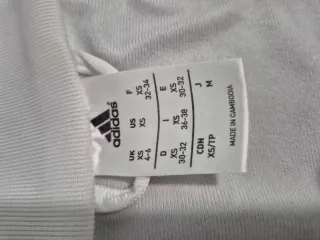 adidas
UK US F E J
XS XS XS XS M
4-6 32-34 30-32
D I CDN
XS XS XS/TP
30-32 36-38
MADE IN CAMBODIA